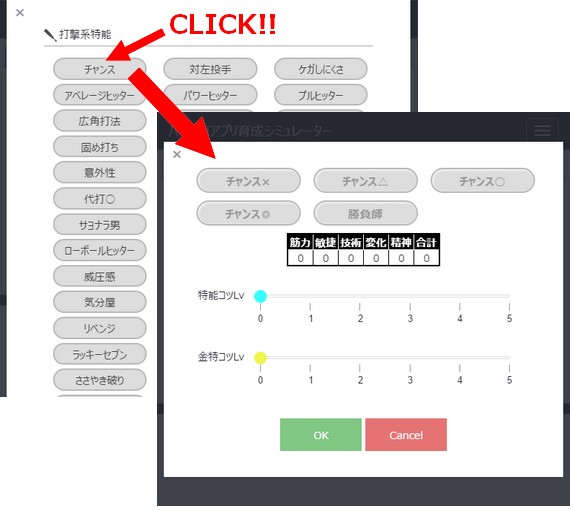 ×
打撃系特能
CLICK!!
チャンス 対左投手 ケガしにくさ
アベレージヒッター パワーヒッター プルヒッター
広角打法
固め打ち
意外性
代打○
サヨナラ男
ローボールヒッター
威圧感
気分屋
リベンジ
ラッキーセブン
ささやき破り
アプリ育成シミュレーター
×
チャンス× チャンス△ チャンス○
チャンス◎ 勝負師
筋力 敏捷 技術 変化 精神 合計
0 0 0 0 0 0
特能コツLv
0 1 2 3 4 5
金特コツLv
0 1 2 3 4 5
OK Cancel